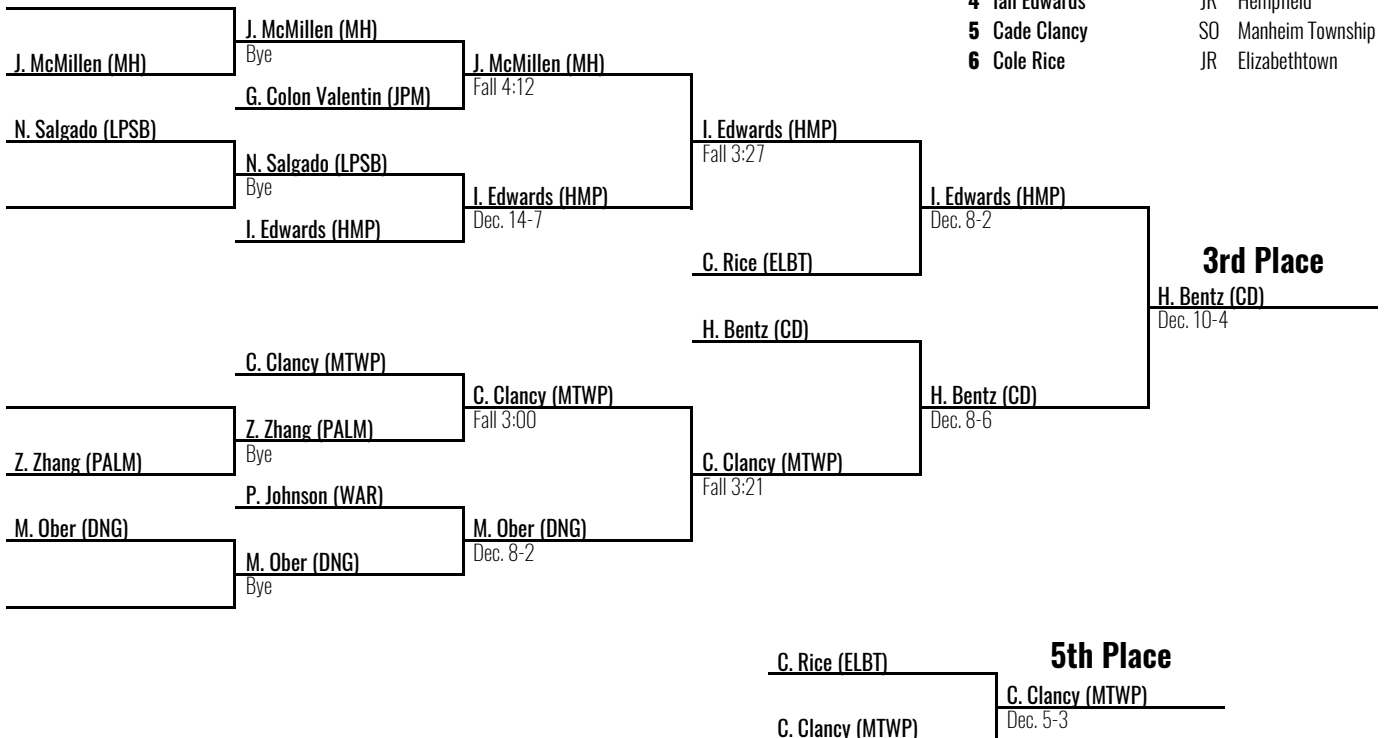 4 Ian Edwards JR Hempfield
5 Cade Clancy SO Manheim Township
6 Cole Rice JR Elizabethtown
J. McMillen (MH)
J. McMillen (MH)
Bye
G. Colon Valentin (JPM)
J. McMillen (MH)
Fall 4:12
N. Salgado (LPSB)
N. Salgado (LPSB)
Bye
I. Edwards (HMP)
I. Edwards (HMP)
Dec. 14-7
I. Edwards (HMP)
Fall 3:27
C. Rice (ELBT)
I. Edwards (HMP)
Dec. 8-2
3rd Place
H. Bentz (CD)
Dec. 10-4
H. Bentz (CD)
H. Bentz (CD)
Dec. 8-6
C. Clancy (MTWP)
C. Clancy (MTWP)
Fall 3:00
Z. Zhang (PALM)
Bye
Z. Zhang (PALM)
C. Clancy (MTWP)
Fall 3:21
P. Johnson (WAR)
M. Ober (DNG)
M. Ober (DNG)
Dec. 8-2
M. Ober (DNG)
Bye
5th Place
C. Rice (ELBT)
C. Clancy (MTWP)
Dec. 5-3
C. Clancy (MTWP)